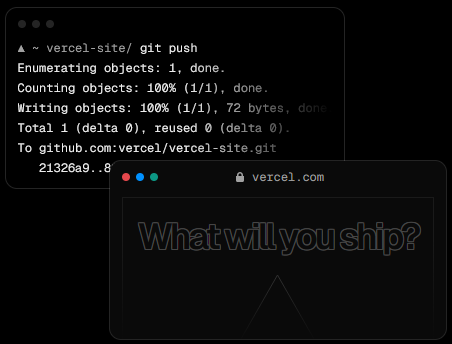 ▲ ~ vercel-site/ git push
Enumerating objects: 1, done.
Counting objects: 100% (1/1), done.
Writing objects: 100% (1/1), 72 bytes, done
Total 1 (delta 0), reused 0 (delta 0).
To github.com:vercel/vercel-site.git
21326a9..8
vercel.com
What will you ship?